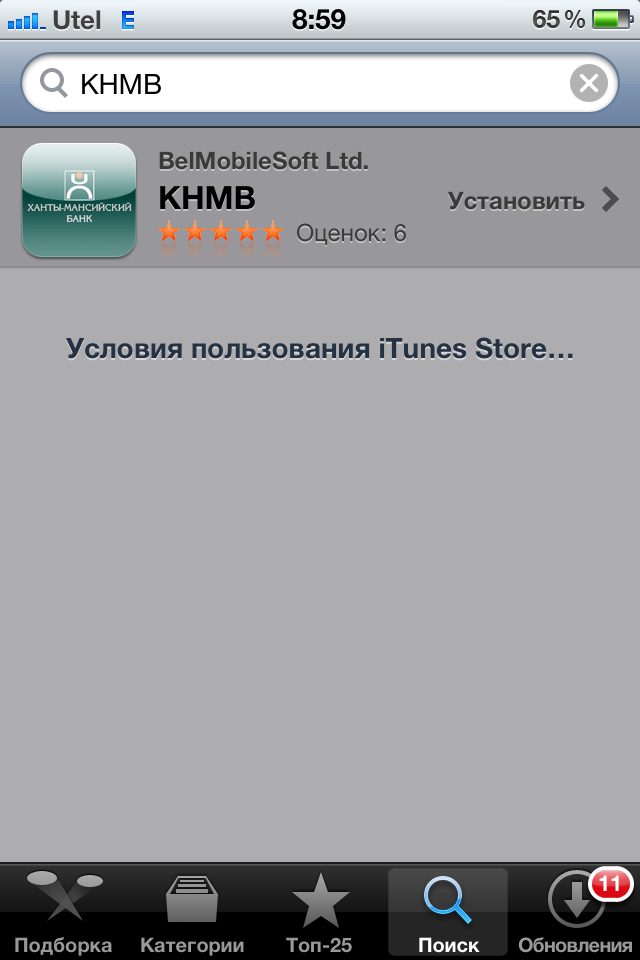 Utel E 8:59 65 %
KHMB
BelMobileSoft Ltd.
KHMB
Установить
Оценок: 6
ХАНТЫ-МАНСИЙСКИЙ
БАНК
Условия пользования iTunes Store...
11
Подборка Категории Топ-25 Поиск Обновления